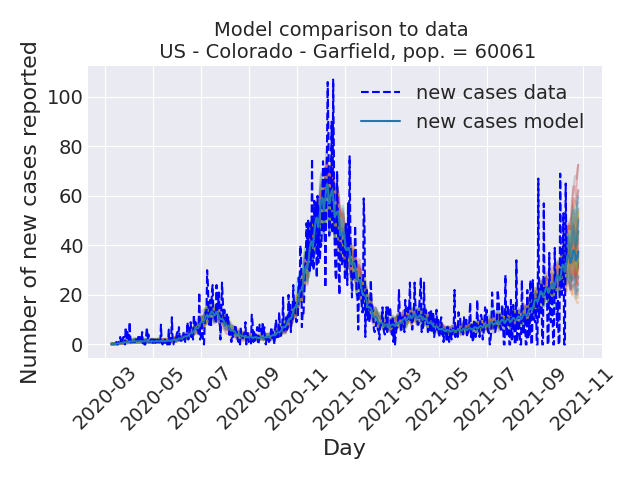 Model comparison to data
US - Colorado - Garfield, pop. = 60061
Number of new cases reported
100
80
60
40
20
0
new cases data
new cases model
2020-03
2020-05
2020-07
2020-09
2020-11
2021-01
2021-03
2021-05
2021-07
2021-09
2021-11
Day